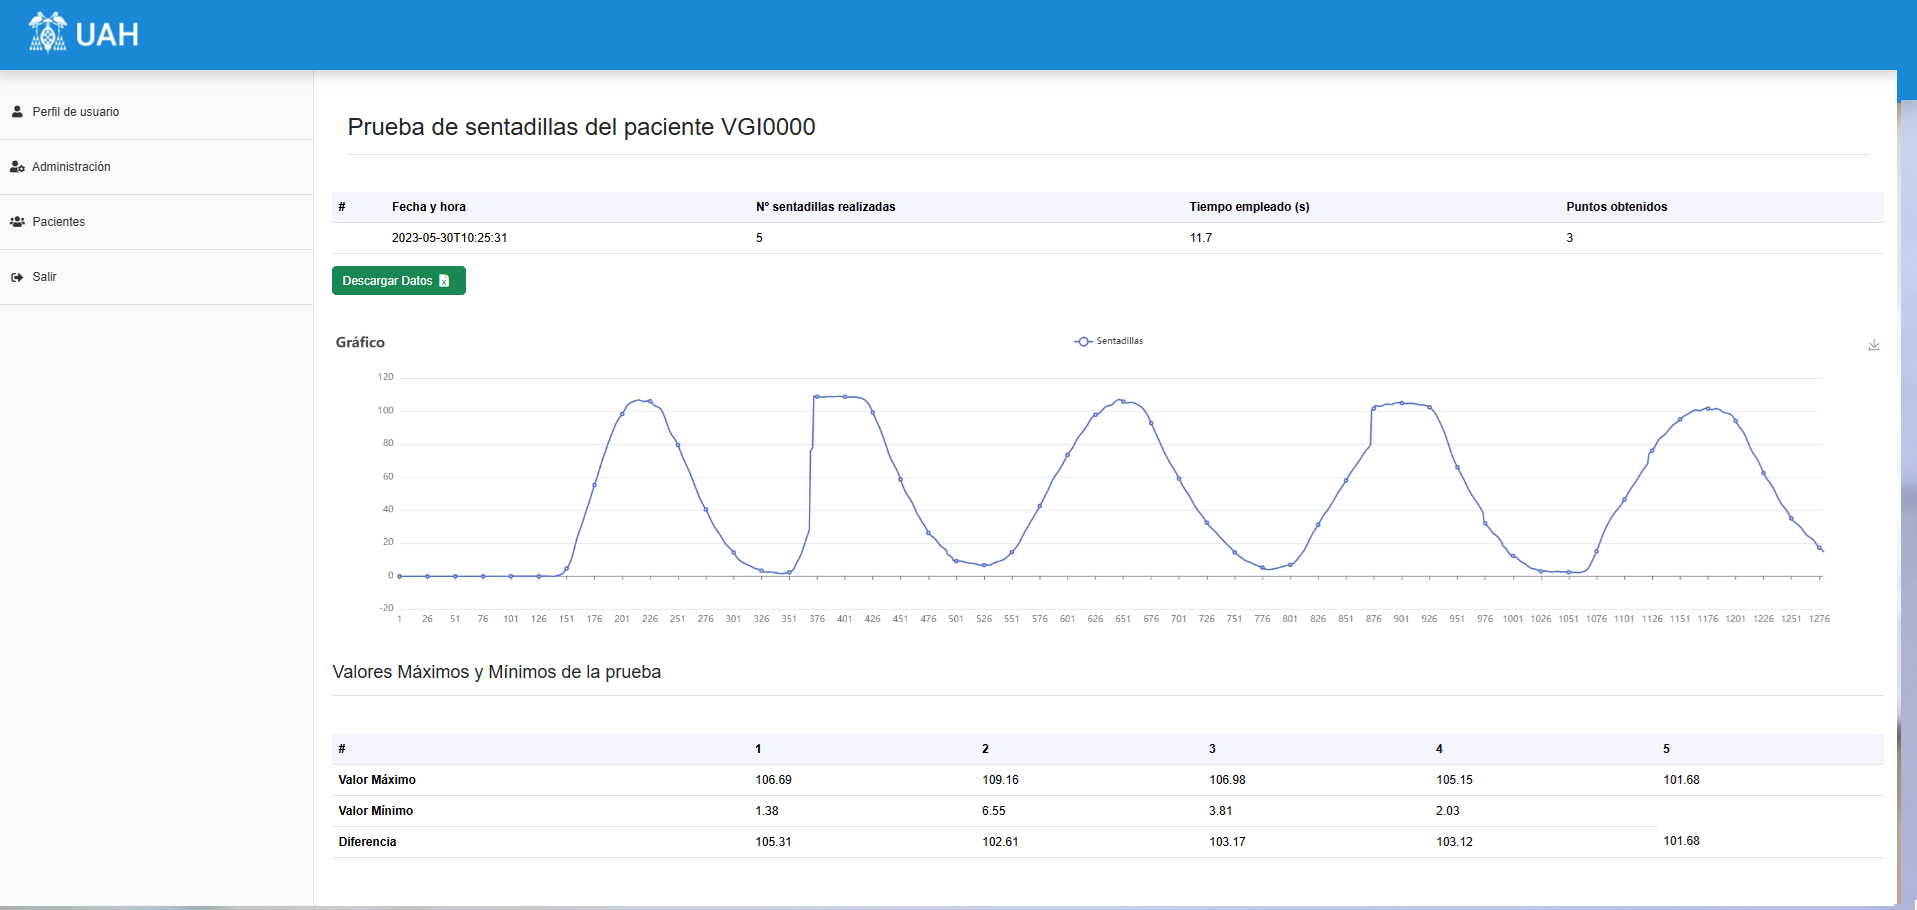 UAH
Perfil de usuario
Administración
Pacientes
Salir
Prueba de sentadillas del paciente VGI0000
# Fecha y hora Nº sentadillas realizadas Tiempo empleado (s) Puntos obtenidos
2023-05-30T10:25:31 5 11.7 3
Descargar Datos
Gráfico
Sentadillas
120
100
80
60
40
20
0
-20
1 26 51 76 101 126 151 176 201 226 251 276 301 326 351 376 401 426 451 476 501 526 551 576 601 626 651 676 701 726 751 776 801 826 851 876 901 926 951 976 1001 1026 1051 1076 1101 1126 1151 1176 1201 1226 1251 1276
Valores Máximos y Mínimos de la prueba
# 1 2 3 4 5
Valor Máximo 106.69 109.16 106.98 105.15 101.68
Valor Mínimo 1.38 6.55 3.81 2.03
Diferencia 105.31 102.61 103.17 103.12 101.68